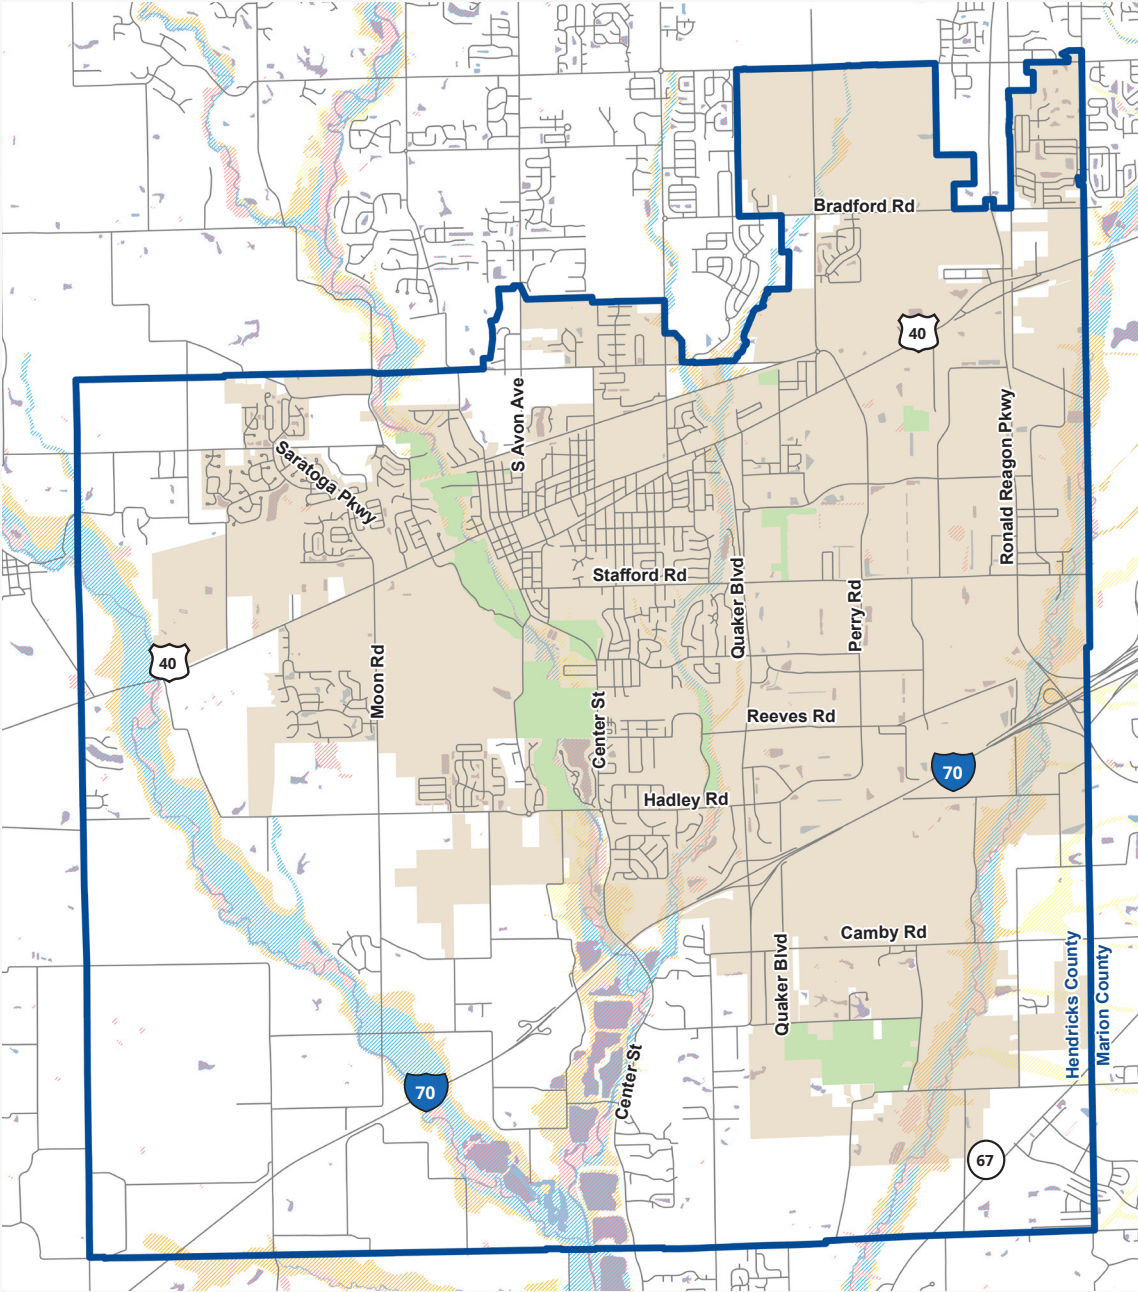 Bradford Rd
40
S Avon Ave
Ronald Reagon Pkwy
Saratoga Pkwy
Stafford Rd
Quaker Blvd
Perry Rd
40
Moon Rd
Center St
Reeves Rd
70
Hadley Rd
Camby Rd
Quaker Blvd
Hendricks County
Marion County
Center St
70
67